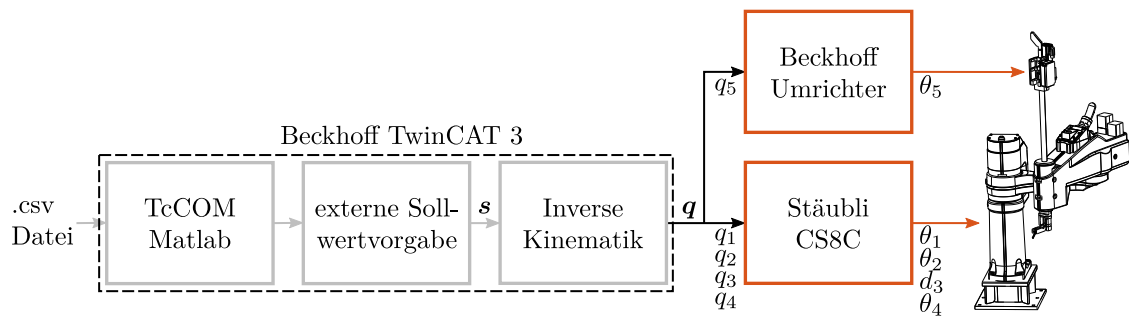 Beckhoff
Umrichter
q5
θ5
Beckhoff TwinCAT 3
.csv
Datei
TcCOM
Matlab
externe Soll-
wertvorgabe
s
Inverse
Kinematik
q
q1
q2
q3
q4
Stäubli
CS8C
θ1
θ2
d3
θ4